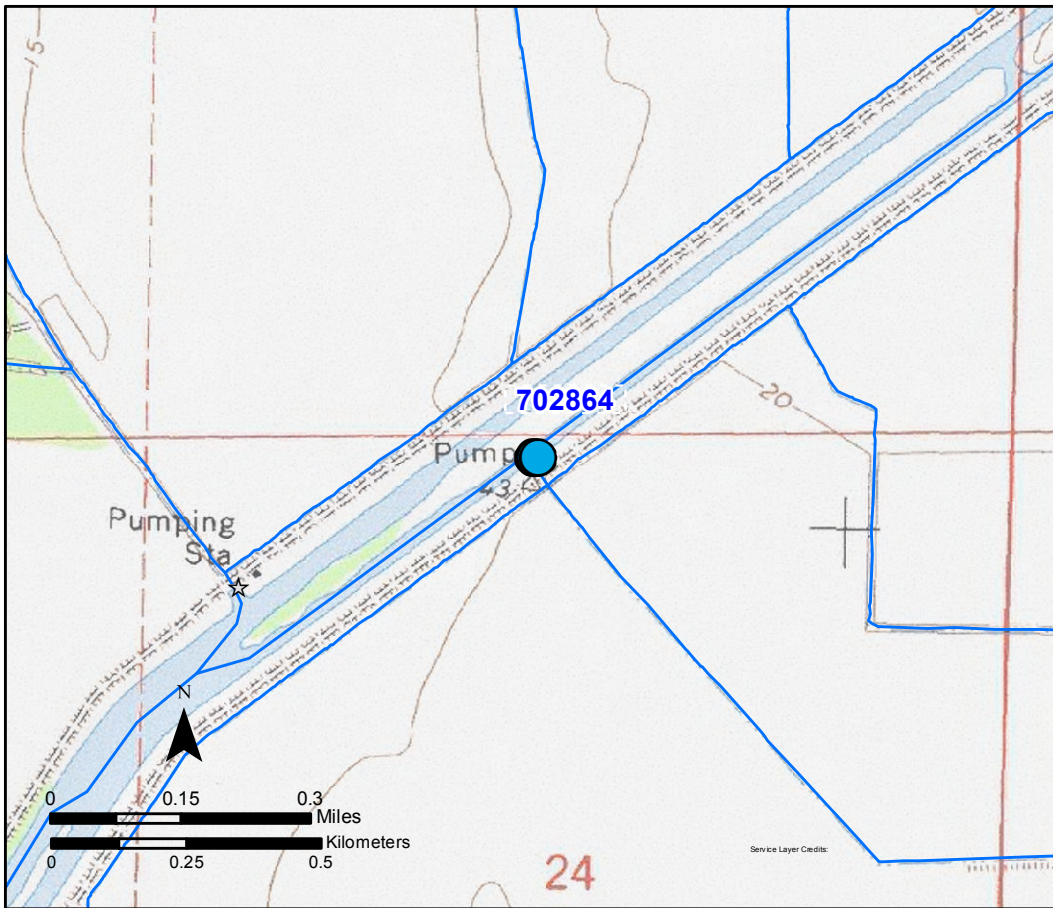 15
702864
20
Pump
43
Pumping
Sta
N
0 0.15 0.3
Miles
Kilometers
0 0.25 0.5
Service Layer Credits:
24